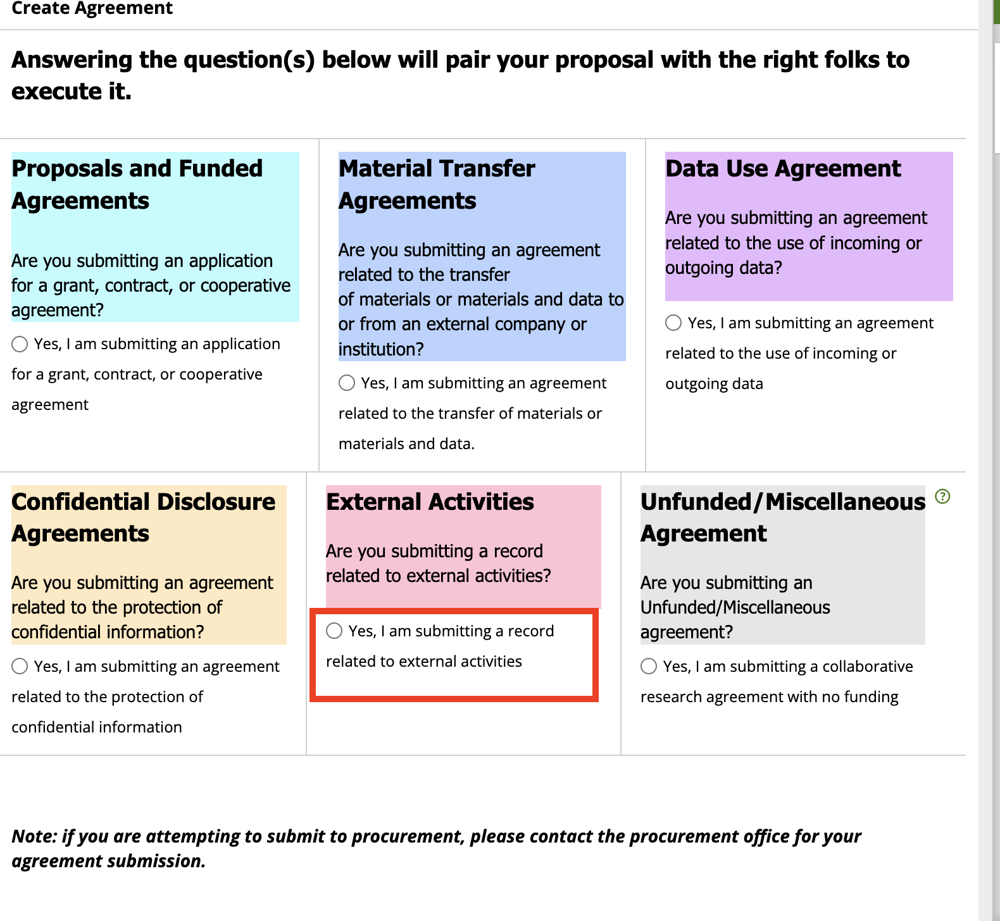 Create Agreement
Answering the question(s) below will pair your proposal with the right folks to
execute it.
Proposals and Funded
Agreements
Are you submitting an application
for a grant, contract, or cooperative
agreement?
Yes, I am submitting an application
for a grant, contract, or cooperative
agreement
Material Transfer
Agreements
Are you submitting an agreement
related to the transfer
of materials or materials and data to
or from an external company or
institution?
Yes, I am submitting an agreement
related to the transfer of materials or
materials and data.
Data Use Agreement
Are you submitting an agreement
related to the use of incoming or
outgoing data?
Yes, I am submitting an agreement
related to the use of incoming or
outgoing data
Confidential Disclosure
Agreements
Are you submitting an agreement
related to the protection of
confidential information?
Yes, I am submitting an agreement
related to the protection of
confidential information
External Activities
Are you submitting a record
related to external activities?
Yes, I am submitting a record
related to external activities
Unfunded/Miscellaneous
Agreement
?
Are you submitting an
Unfunded/Miscellaneous
agreement?
Yes, I am submitting a collaborative
research agreement with no funding
Note: if you are attempting to submit to procurement, please contact the procurement office for your
agreement submission.